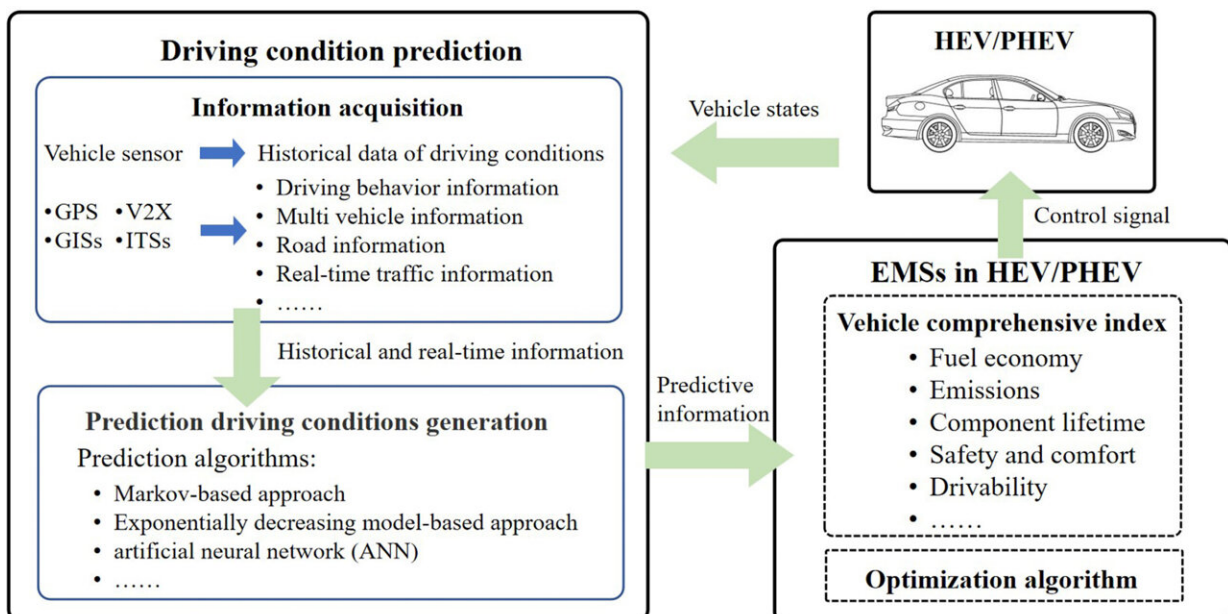 Driving condition prediction
Information acquisition
Vehicle sensor
Historical data of driving conditions
•GPS •V2X
•GISs •ITSs
• Driving behavior information
• Multi vehicle information
• Road information
• Real-time traffic information
• ……
Historical and real-time information
Prediction driving conditions generation
Prediction algorithms:
• Markov-based approach
• Exponentially decreasing model-based approach
• artificial neural network (ANN)
• ……
Vehicle states
Predictive
information
HEV/PHEV
Control signal
EMSs in HEV/PHEV
Vehicle comprehensive index
• Fuel economy
• Emissions
• Component lifetime
• Safety and comfort
• Drivability
• ……
Optimization algorithm